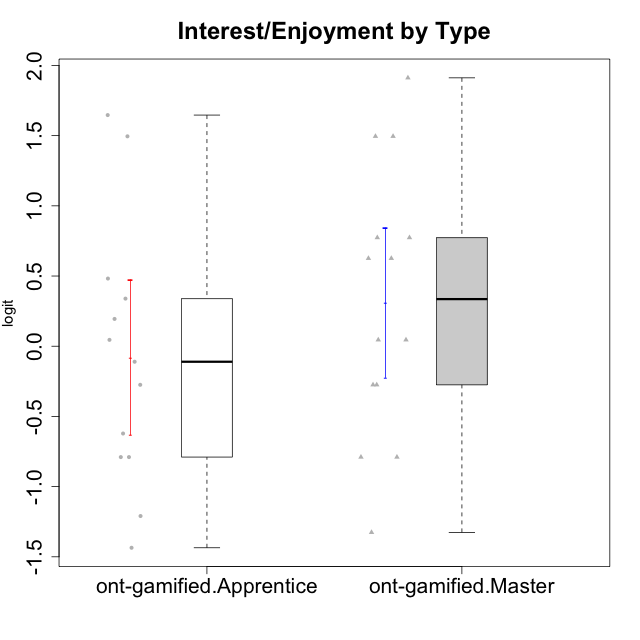 Interest/Enjoyment by Type
2.0
1.5
1.0
0.5
0.0
-0.5
-1.0
-1.5
logit
ont-gamified.Apprentice
ont-gamified.Master